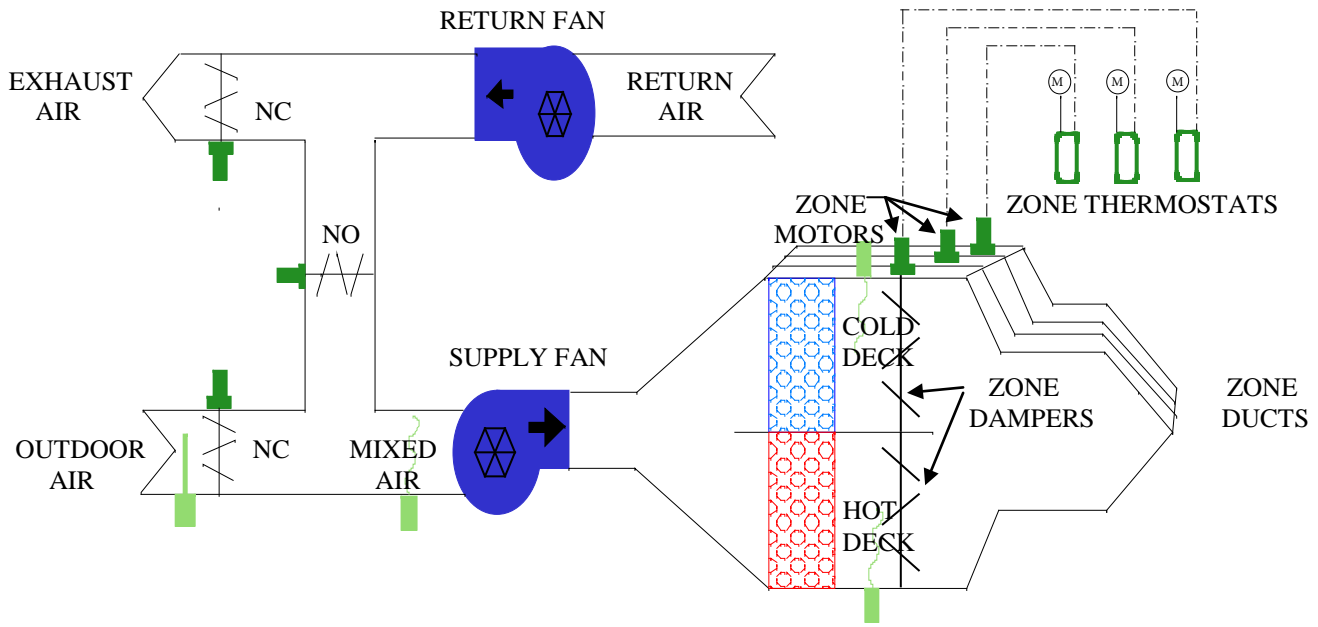 RETURN FAN
EXHAUST
AIR
NC
RETURN
AIR
M
M
M
ZONE THERMOSTATS
ZONE
MOTORS
NO
COLD
DECK
SUPPLY FAN
ZONE
DAMPERS
ZONE
DUCTS
OUTDOOR
AIR
NC
MIXED
AIR
HOT
DECK